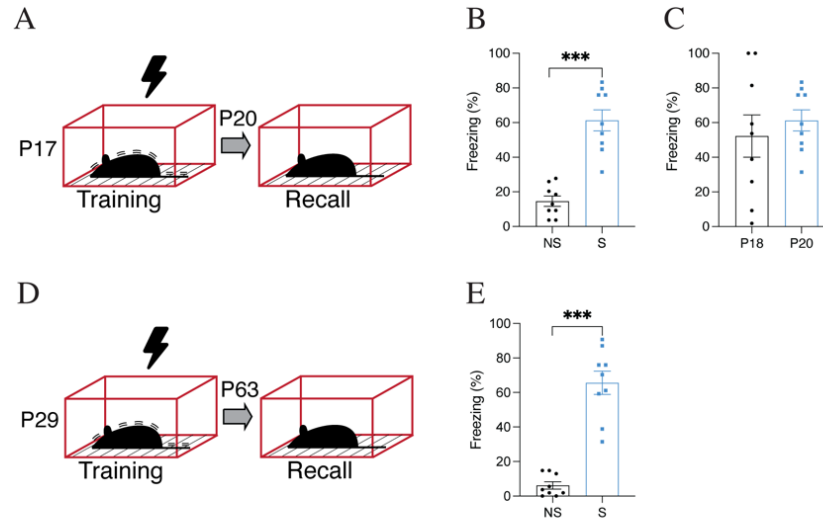 A
P17
P20
Training
Recall
B
Freezing (%)
100
80
60
40
20
0
***
NS
S
C
Freezing (%)
100
80
60
40
20
0
P18
P20
D
P29
P63
Training
Recall
E
Freezing (%)
100
80
60
40
20
0
***
NS
S